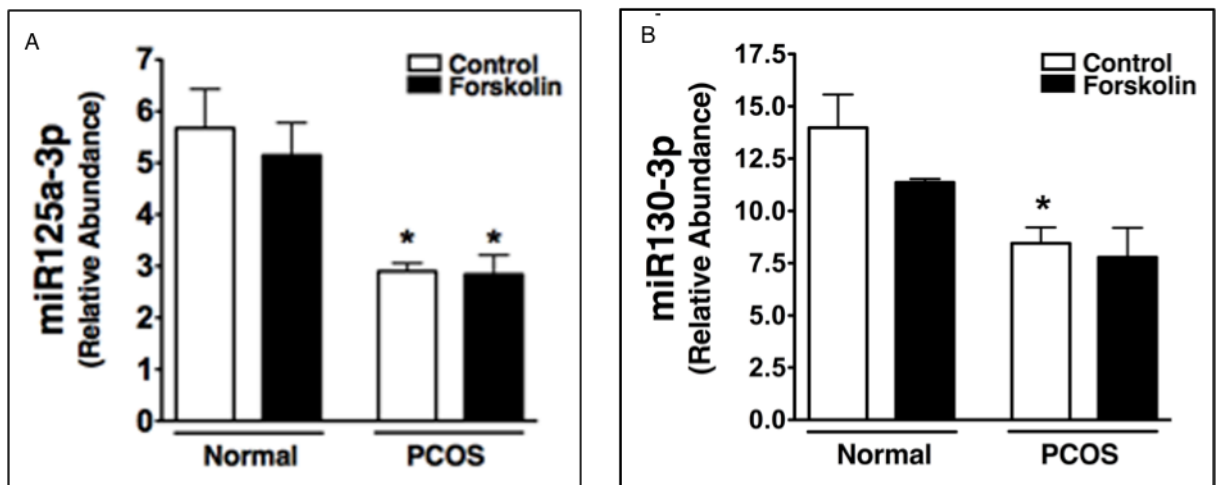 A
miR125a-3p
(Relative Abundance)
7
6
5
4
3
2
1
0
Control
Forskolin
*
*
Normal
PCOS
B
miR130-3p
(Relative Abundance)
17.5
15.0
12.5
10.0
7.5
5.0
2.5
0.0
Control
Forskolin
*
Normal
PCOS